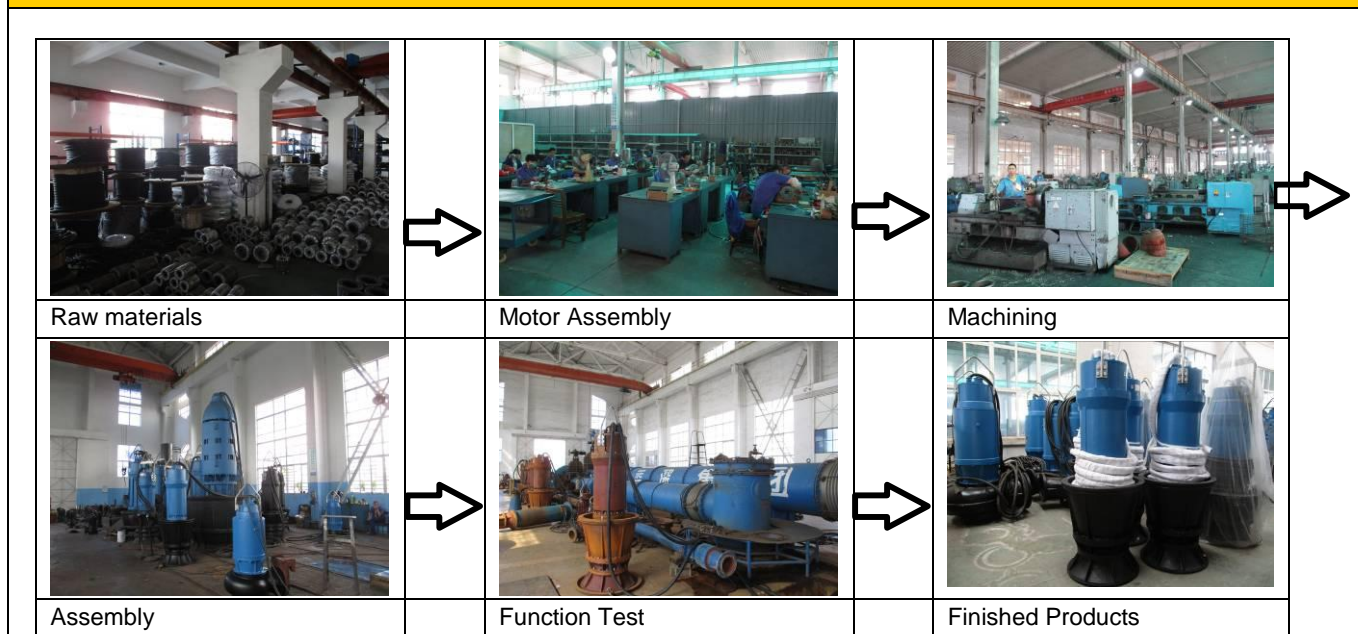 Raw materials
Motor Assembly
Machining
Assembly
Function Test
Finished Products